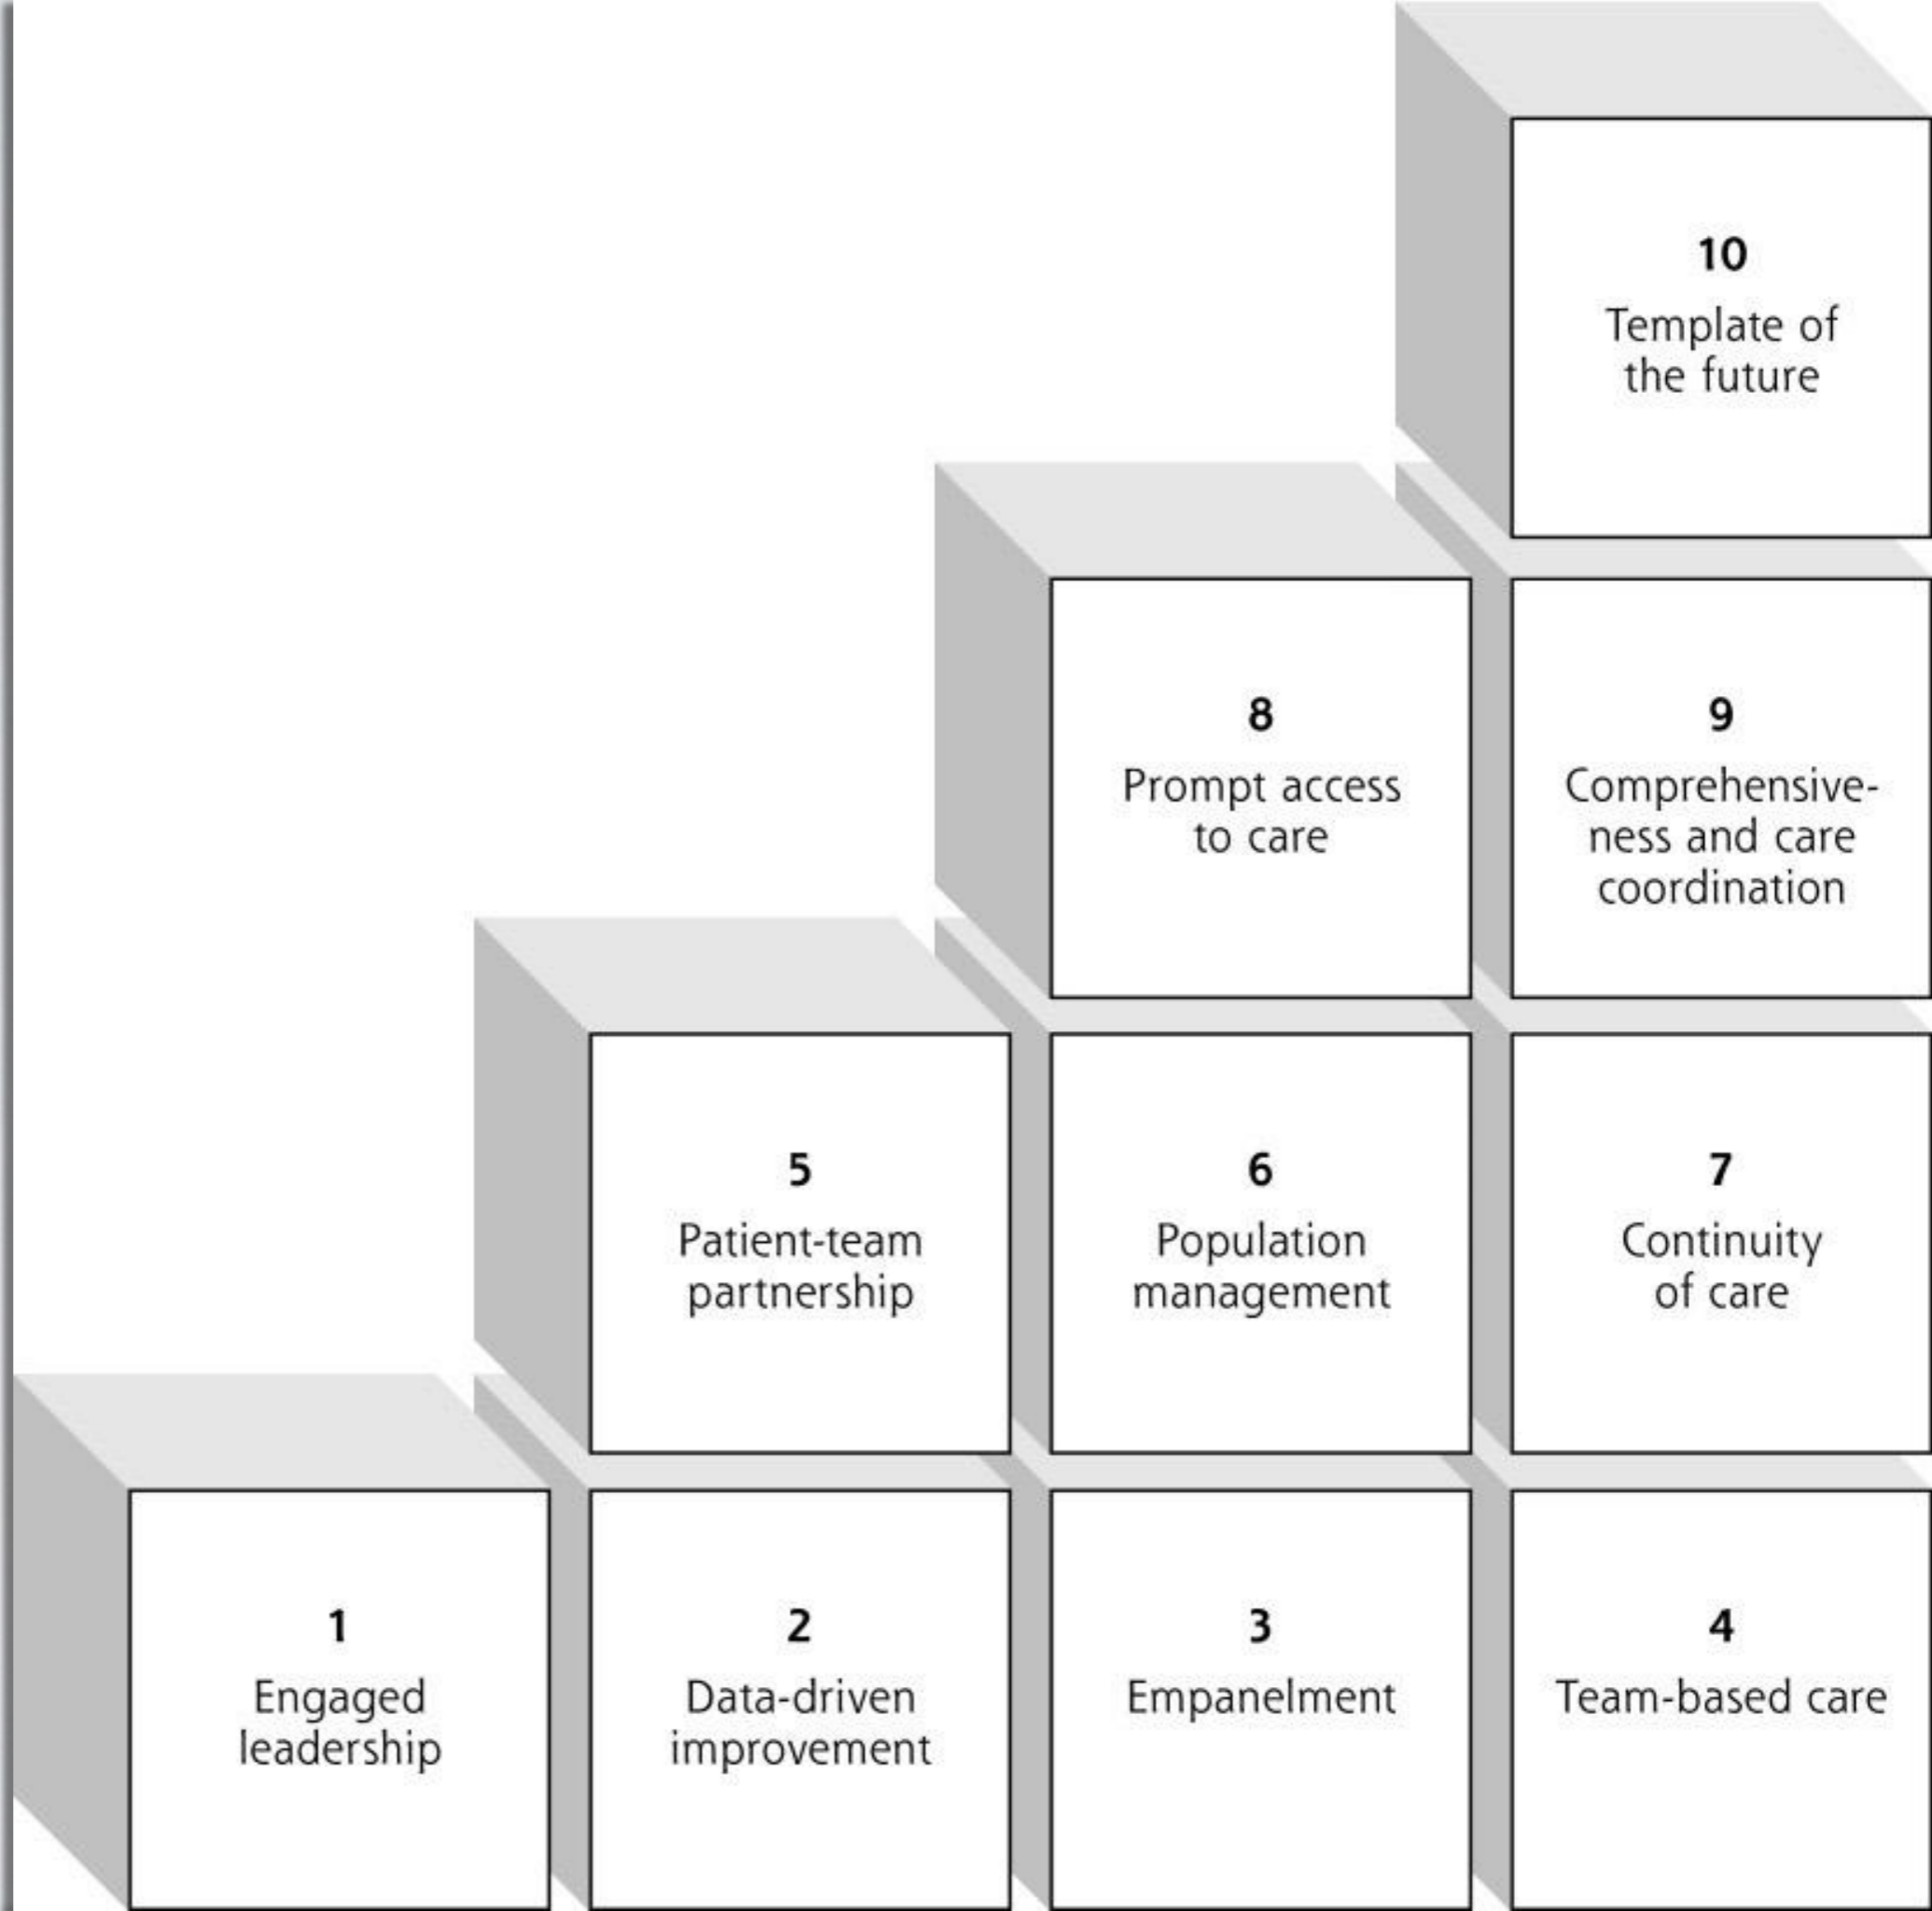 10
Template of
the future
8
Prompt access
to care
9
Comprehensive-
ness and care
coordination
5
Patient-team
partnership
6
Population
management
7
Continuity
of care
1
Engaged
leadership
2
Data-driven
improvement
3
Empanelment
4
Team-based care